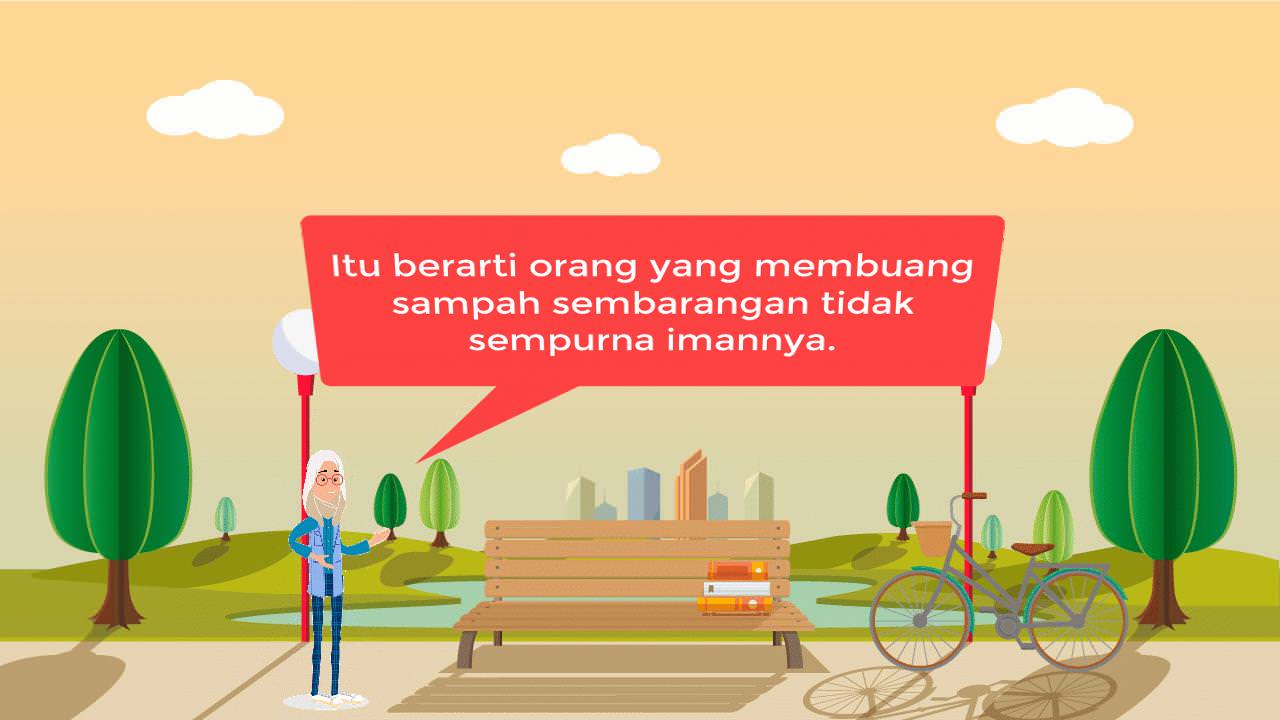 Itu berarti orang yang membuang
sampah sembarangan tidak
sempurna imannya.